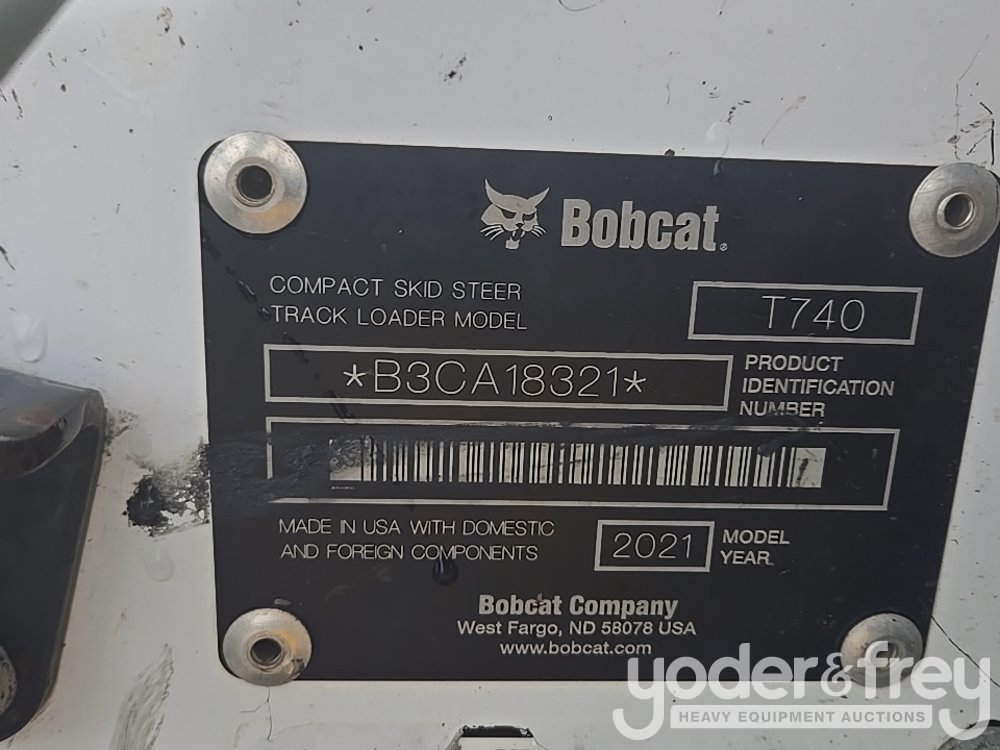 Bobcat.
COMPACT SKID STEER
TRACK LOADER MODEL
T740
*B3CA18321*
PRODUCT
IDENTIFICATION
NUMBER
MADE IN USA WITH DOMESTIC
AND FOREIGN COMPONENTS
2021
MODEL
YEAR
Bobcat Company
West Fargo, ND 58078 USA
www.bobcat.com
yoder&frey
HEAVY EQUIPMENT AUCTIONS